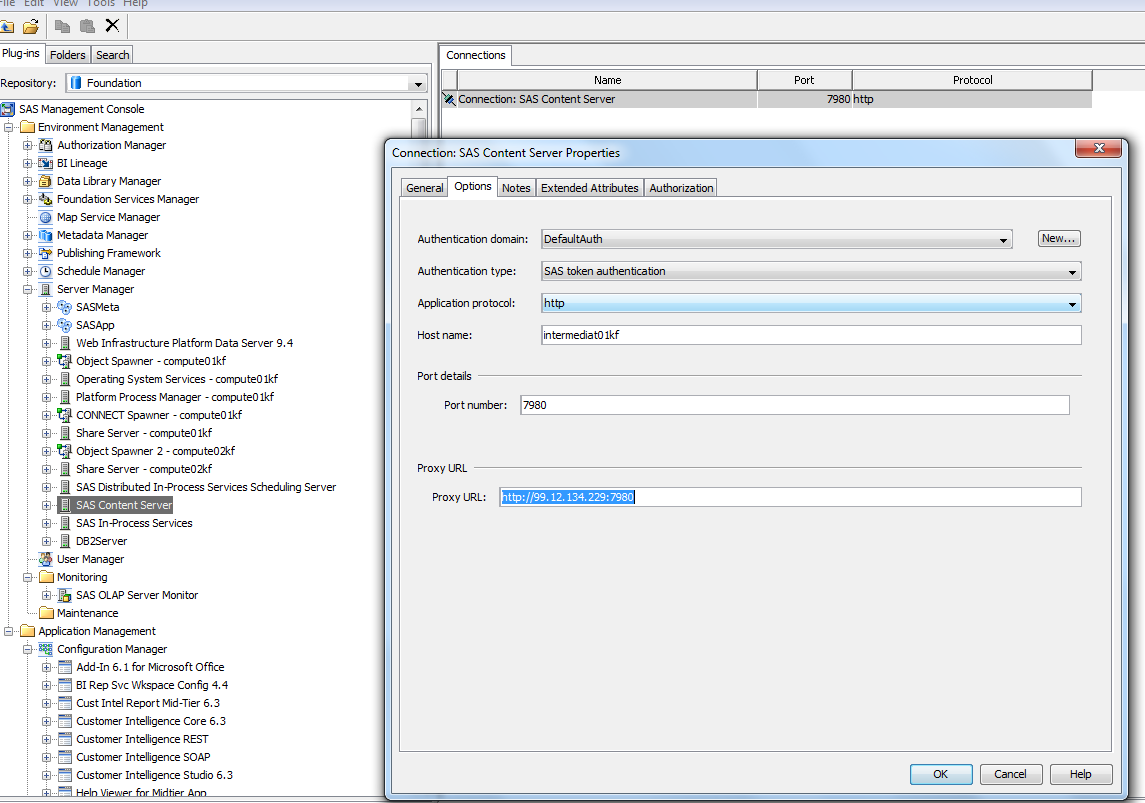 File Edit View Tools Help
Plug-ins Folders Search
Repository: Foundation
SAS Management Console
Environment Management
Authorization Manager
BI Lineage
Data Library Manager
Foundation Services Manager
Map Service Manager
Metadata Manager
Publishing Framework
Schedule Manager
Server Manager
SASMeta
SASApp
Web Infrastructure Platform Data Server 9.4
Object Spawner - compute01kf
Operating System Services - compute01kf
Platform Process Manager - compute01kf
CONNECT Spawner - compute01kf
Share Server - compute01kf
Object Spawner 2 - compute02kf
Share Server - compute02kf
SAS Distributed In-Process Services Scheduling Server
SAS Content Server
SAS In-Process Services
DB2Server
User Manager
Monitoring
SAS OLAP Server Monitor
Maintenance
Application Management
Configuration Manager
Add-In 6.1 for Microsoft Office
BI Rep Svc Wkspace Config 4.4
Cust Intel Report Mid-Tier 6.3
Customer Intelligence Core 6.3
Customer Intelligence REST
Customer Intelligence SOAP
Customer Intelligence Studio 6.3
Help Viewer for Midtier App
Connections
Name Port Protocol
Connection: SAS Content Server 7980 http
Connection: SAS Content Server Properties
General Options Notes Extended Attributes Authorization
Authentication domain: DefaultAuth New...
Authentication type: SAS token authentication
Application protocol: http
Host name: intermediat01kf
Port details
Port number: 7980
Proxy URL
Proxy URL: http://99.12.134.229:7980
OK Cancel Help